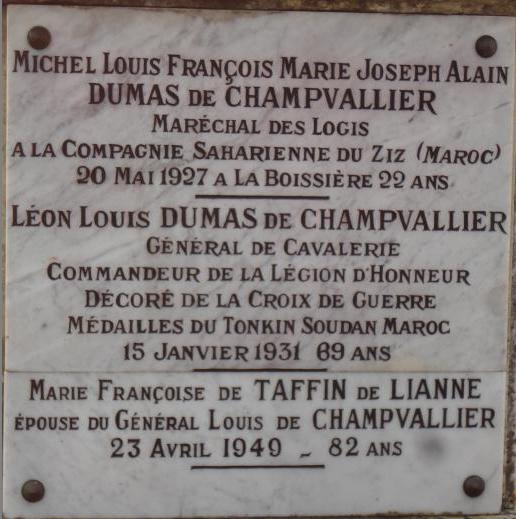 Michel Louis François Marie Joseph Alain
DUMAS de CHAMPVALLIER
Maréchal des Logis
a la Compagnie Saharienne du Ziz (Maroc)
20 Mai 1927 a la Boissière 22 ans
Léon Louis DUMAS de CHAMPVALLIER
Général de Cavalerie
Commandeur de la Légion d'Honneur
Décoré de la Croix de Guerre
Médailles du Tonkin Soudan Maroc
15 Janvier 1931 69 ans
Marie Françoise de TAFFIN de LIANNE
épouse du Général Louis de CHAMPVALLIER
23 Avril 1949 - 82 ans